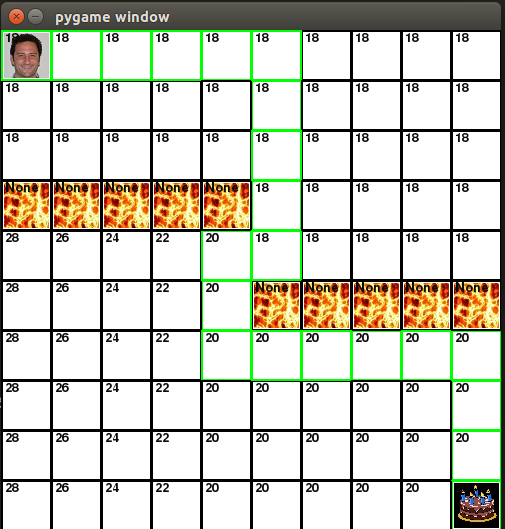 pygame window
18 18 18 18 18 18 18 18 18 18
18 18 18 18 18 18 18 18 18 18
18 18 18 18 18 18 18 18 18 18
None None None None None 18 18 18 18 18
28 26 24 22 20 18 18 18 18 18
28 26 24 22 20 None None None None None
28 26 24 22 20 20 20 20 20 20
28 26 24 22 20 20 20 20 20 20
28 26 24 22 20 20 20 20 20 20
28 26 24 22 20 20 20 20 20